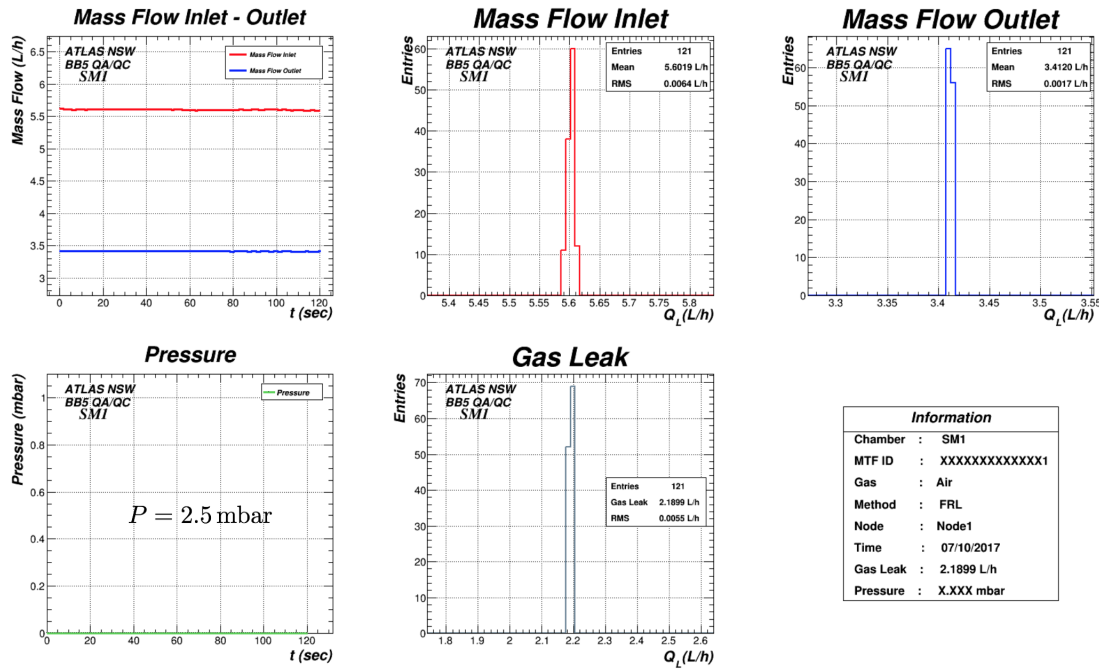 Mass Flow Inlet - Outlet
Mass Flow (L/h)
6.5
6
5.5
5
4.5
4
3.5
3
ATLAS NSW
BB5 QA/QC
SM1
Mass Flow Inlet
Mass Flow Outlet
0 20 40 60 80 100 120
t (sec)
Mass Flow Inlet
Entries
60
50
40
30
20
10
0
ATLAS NSW
BB5 QA/QC
SM1
Entries 121
Mean 5.6019 L/h
RMS 0.0064 L/h
5.4 5.45 5.5 5.55 5.6 5.65 5.7 5.75 5.8
Q_L(L/h)
Mass Flow Outlet
Entries
60
50
40
30
20
10
0
ATLAS NSW
BB5 QA/QC
SM1
Entries 121
Mean 3.4120 L/h
RMS 0.0017 L/h
3.3 3.35 3.4 3.45 3.5 3.55
Q_L(L/h)
Pressure
Pressure (mbar)
1
0.8
0.6
0.4
0.2
0
ATLAS NSW
BB5 QA/QC
SM1
Pressure
P = 2.5 mbar
0 20 40 60 80 100 120
t (sec)
Gas Leak
Entries
70
60
50
40
30
20
10
0
ATLAS NSW
BB5 QA/QC
SM1
Entries 121
Gas Leak 2.1899 L/h
RMS 0.0055 L/h
1.8 1.9 2 2.1 2.2 2.3 2.4 2.5 2.6
Q_L(L/h)
Information
Chamber : SM1
MTF ID : XXXXXXXXXXXXX1
Gas : Air
Method : FRL
Node : Node1
Time : 07/10/2017
Gas Leak : 2.1899 L/h
Pressure : X.XXX mbar